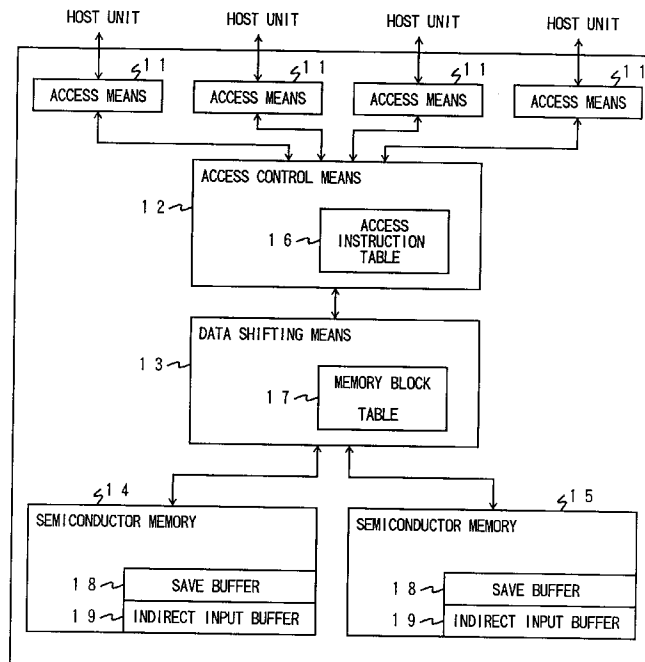 HOST UNIT HOST UNIT HOST UNIT HOST UNIT
11 11 11 11
ACCESS MEANS ACCESS MEANS ACCESS MEANS ACCESS MEANS
ACCESS CONTROL MEANS
12
16
ACCESS
INSTRUCTION
TABLE
DATA SHIFTING MEANS
13
17
MEMORY BLOCK
TABLE
14
SEMICONDUCTOR MEMORY
18 SAVE BUFFER
19 INDIRECT INPUT BUFFER
15
SEMICONDUCTOR MEMORY
18 SAVE BUFFER
19 INDIRECT INPUT BUFFER